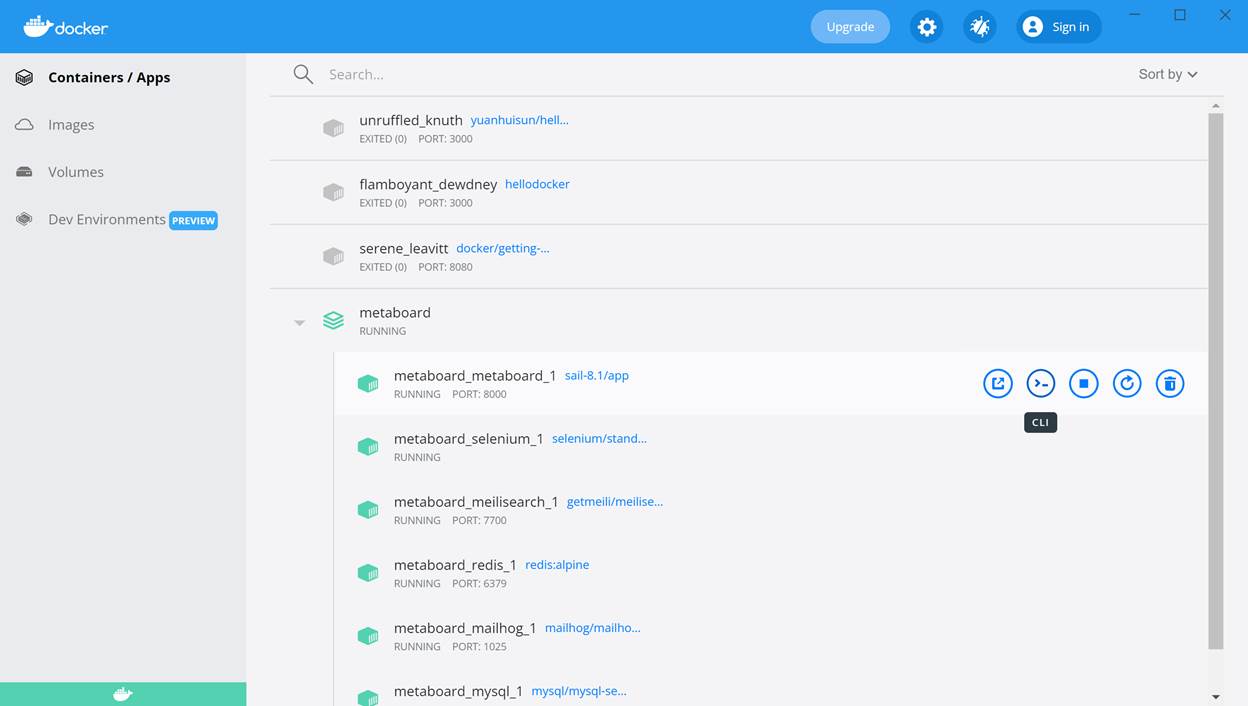 docker
Upgrade
Sign in
Containers / Apps
Images
Volumes
Dev Environments PREVIEW
Search...
Sort by
unruffled_knuth yuanhuisun/hell...
EXITED (0) PORT: 3000
flamboyant_dewdney hellodocker
EXITED (0) PORT: 3000
serene_leavitt docker/getting-...
EXITED (0) PORT: 8080
metaboard
RUNNING
metaboard_metaboard_1 sail-8.1/app
RUNNING PORT: 8000
CLI
metaboard_selenium_1 selenium/stand...
RUNNING
metaboard_meilisearch_1 getmeili/meilise...
RUNNING PORT: 7700
metaboard_redis_1 redis:alpine
RUNNING PORT: 6379
metaboard_mailhog_1 mailhog/mailho...
RUNNING PORT: 1025
metaboard_mysql_1 mysql/mysql-se...